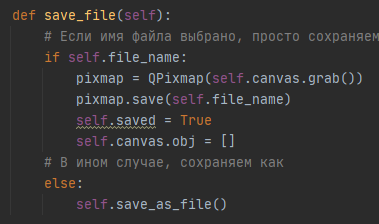 def save_file(self):
# Если имя файла выбрано, просто сохраняем
if self.file_name:
pixmap = QPixmap(self.canvas.grab())
pixmap.save(self.file_name)
self.saved = True
self.canvas.obj = []
# В ином случае, сохраняем как
else:
self.save_as_file()